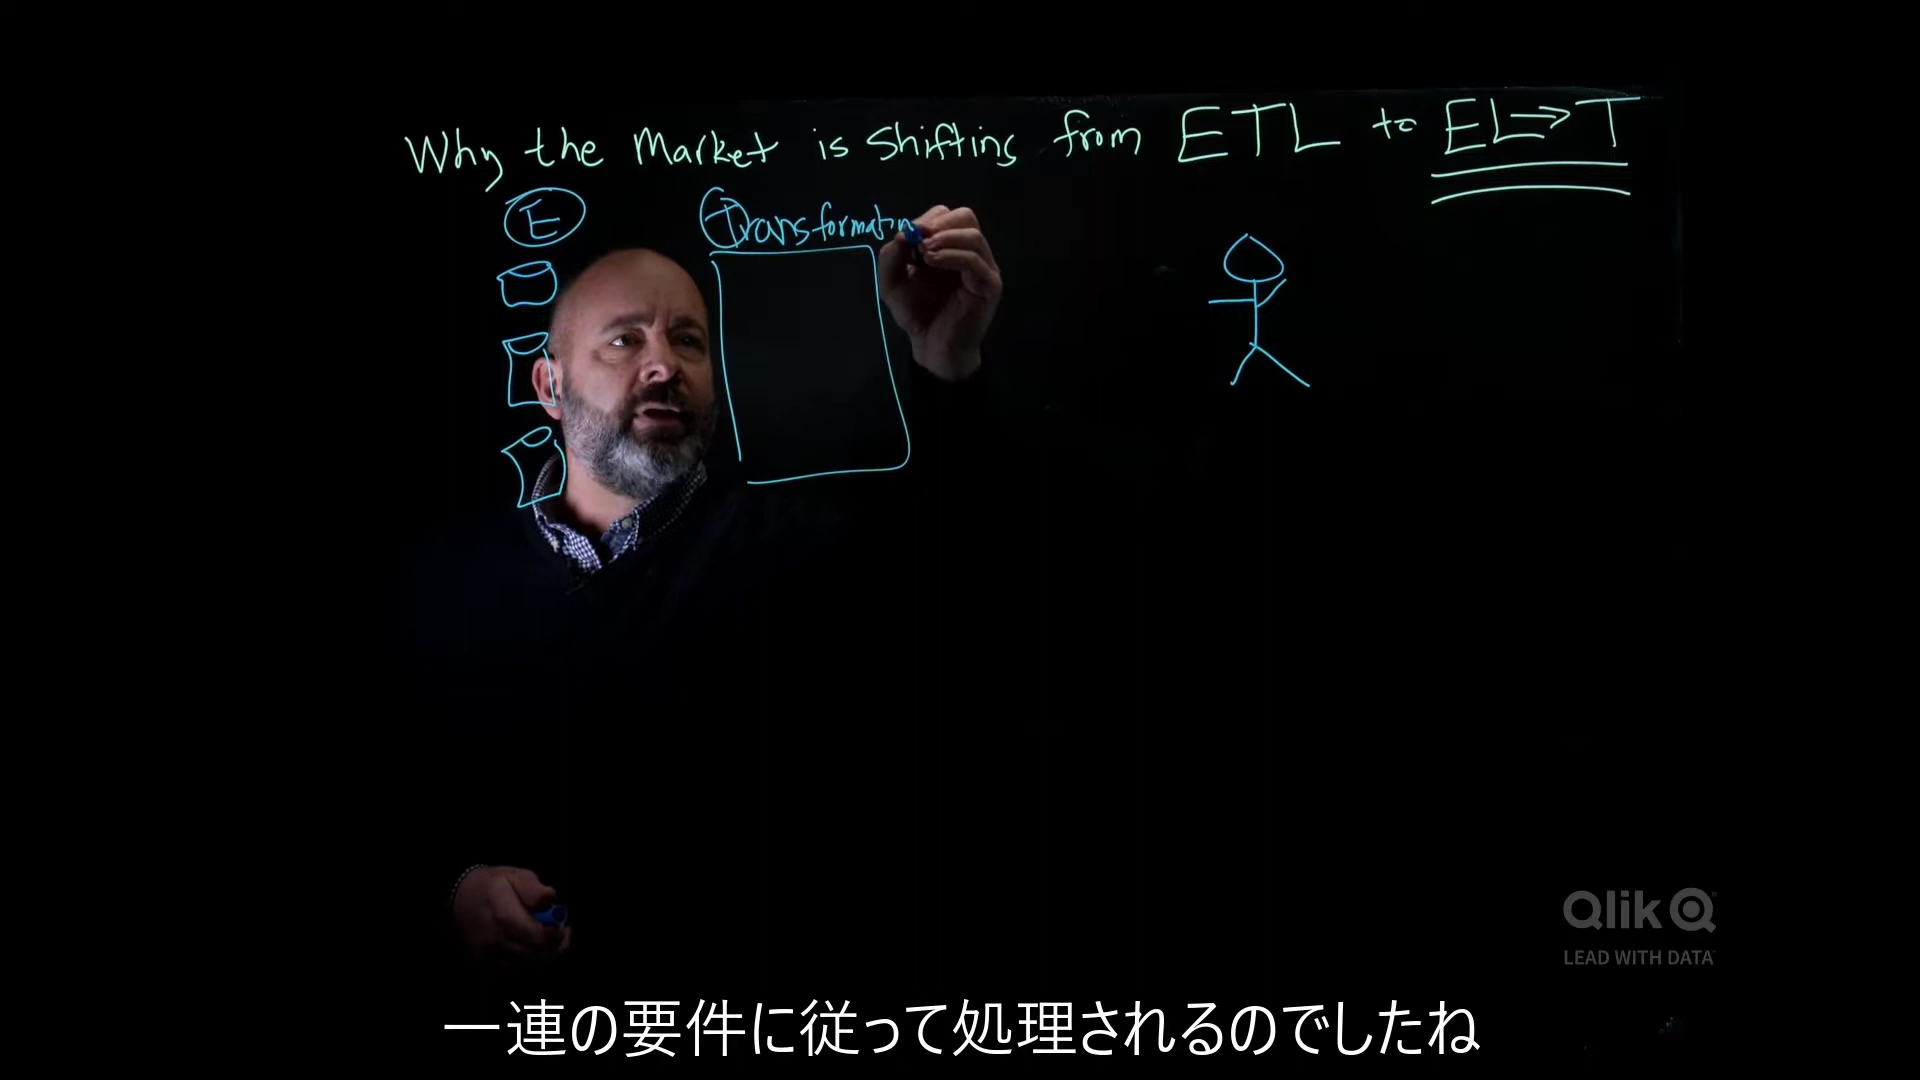 Why the Market is Shifting from ETL to EL⇒T
E
Transformation
Qlik
LEAD WITH DATA
一連の要件に従って処理されるのでしたね